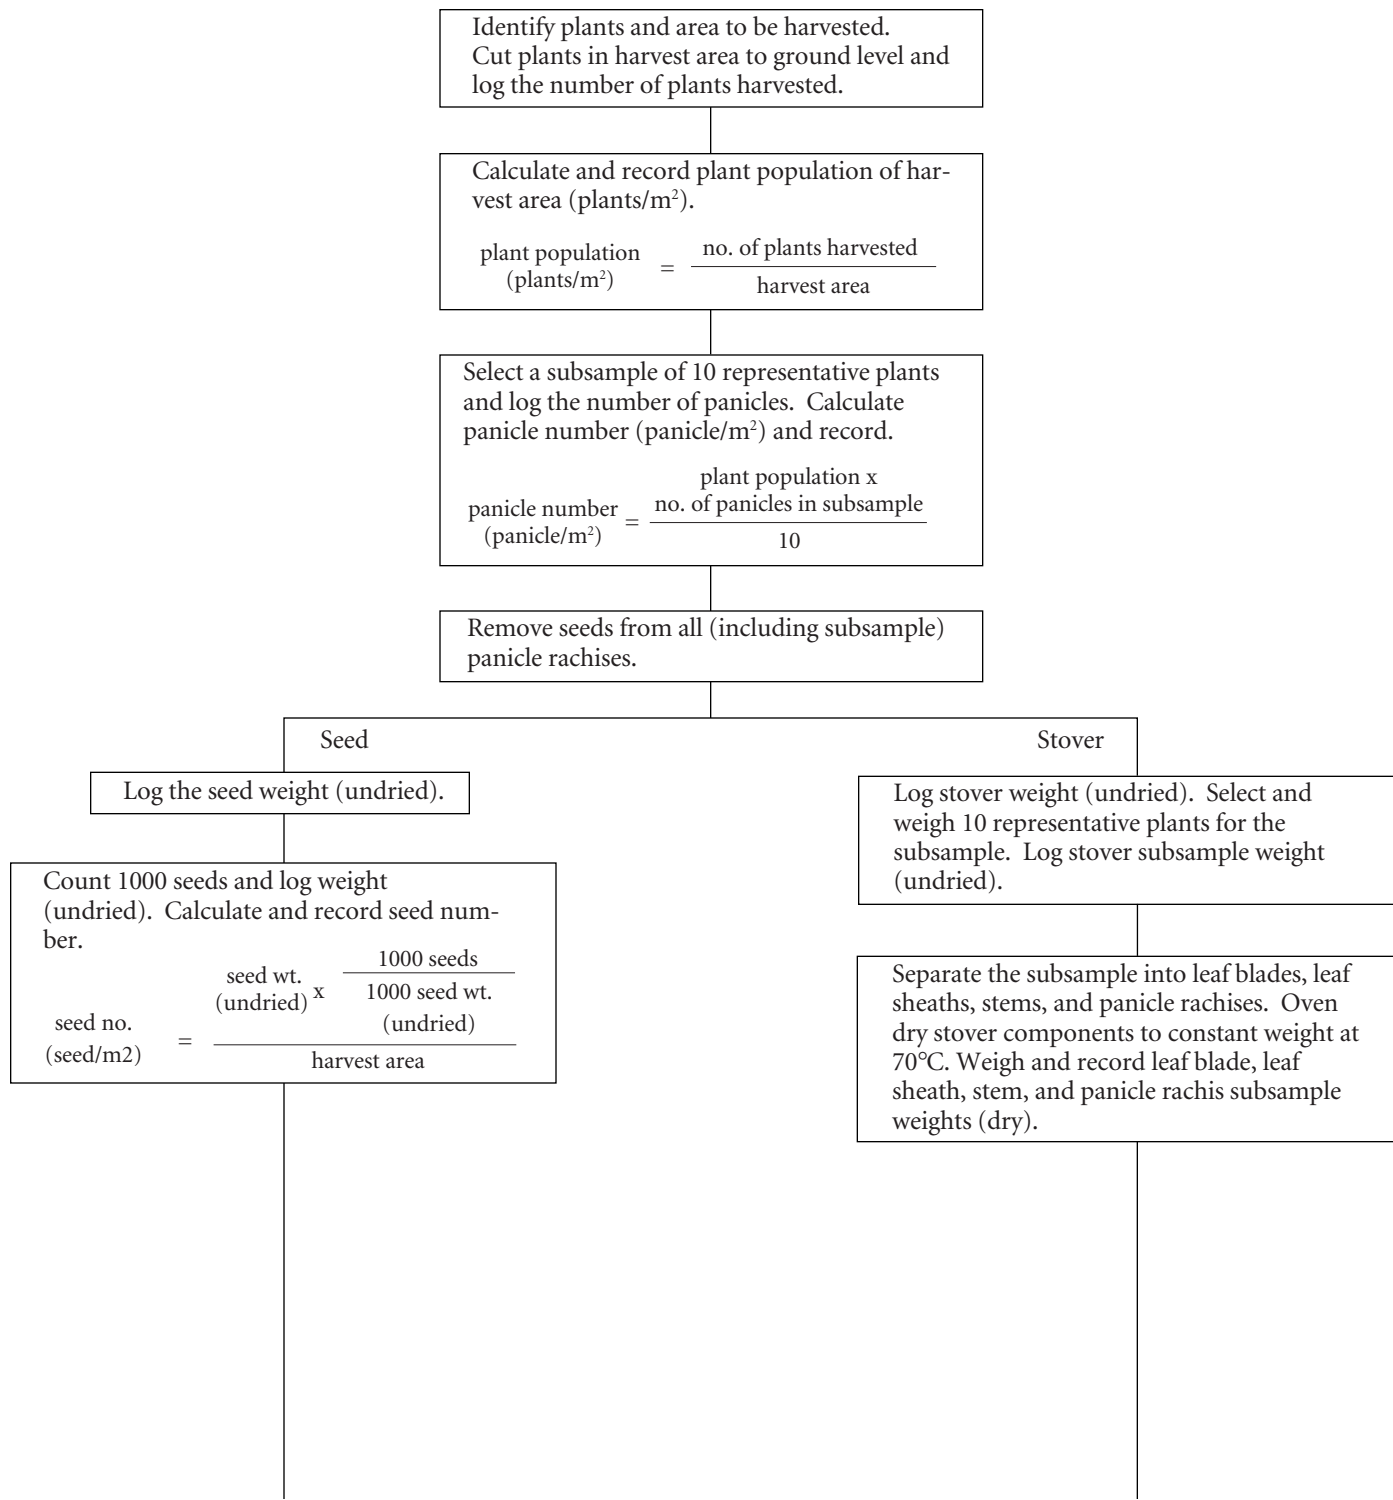 Identify plants and area to be harvested.
Cut plants in harvest area to ground level and
log the number of plants harvested.
Calculate and record plant population of har-
vest area (plants/m²).
plant population
(plants/m²)
=
no. of plants harvested
harvest area
Select a subsample of 10 representative plants
and log the number of panicles.  Calculate
panicle number (panicle/m²) and record.
panicle number
(panicle/m²)
=
plant population x
no. of panicles in subsample
10
Remove seeds from all (including subsample)
panicle rachises.
Seed
Log the seed weight (undried).
Count 1000 seeds and log weight
(undried).  Calculate and record seed num-
ber.
seed no.
(seed/m2)
=
seed wt.
(undried)
x
1000 seeds
1000 seed wt.
(undried)
harvest area
Stover
Log stover weight (undried).  Select and
weigh 10 representative plants for the
subsample.  Log stover subsample weight
(undried).
Separate the subsample into leaf blades, leaf
sheaths, stems, and panicle rachises.  Oven
dry stover components to constant weight at
70°C. Weigh and record leaf blade, leaf
sheath, stem, and panicle rachis subsample
weights (dry).